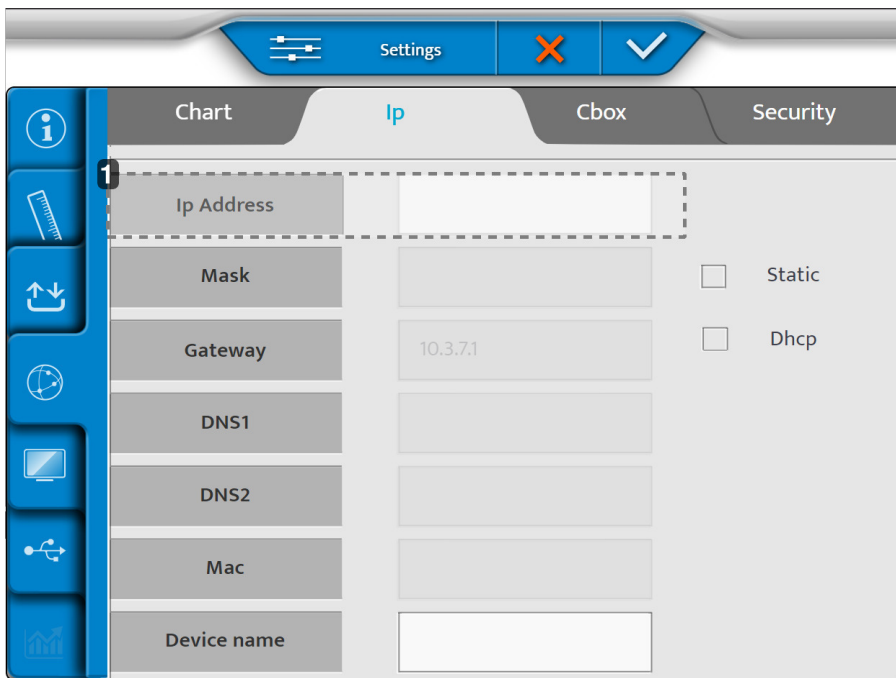 Settings
Chart Ip Cbox Security
1
Ip Address
Mask Static
Gateway 10.3.7.1 Dhcp
DNS1
DNS2
Mac
Device name